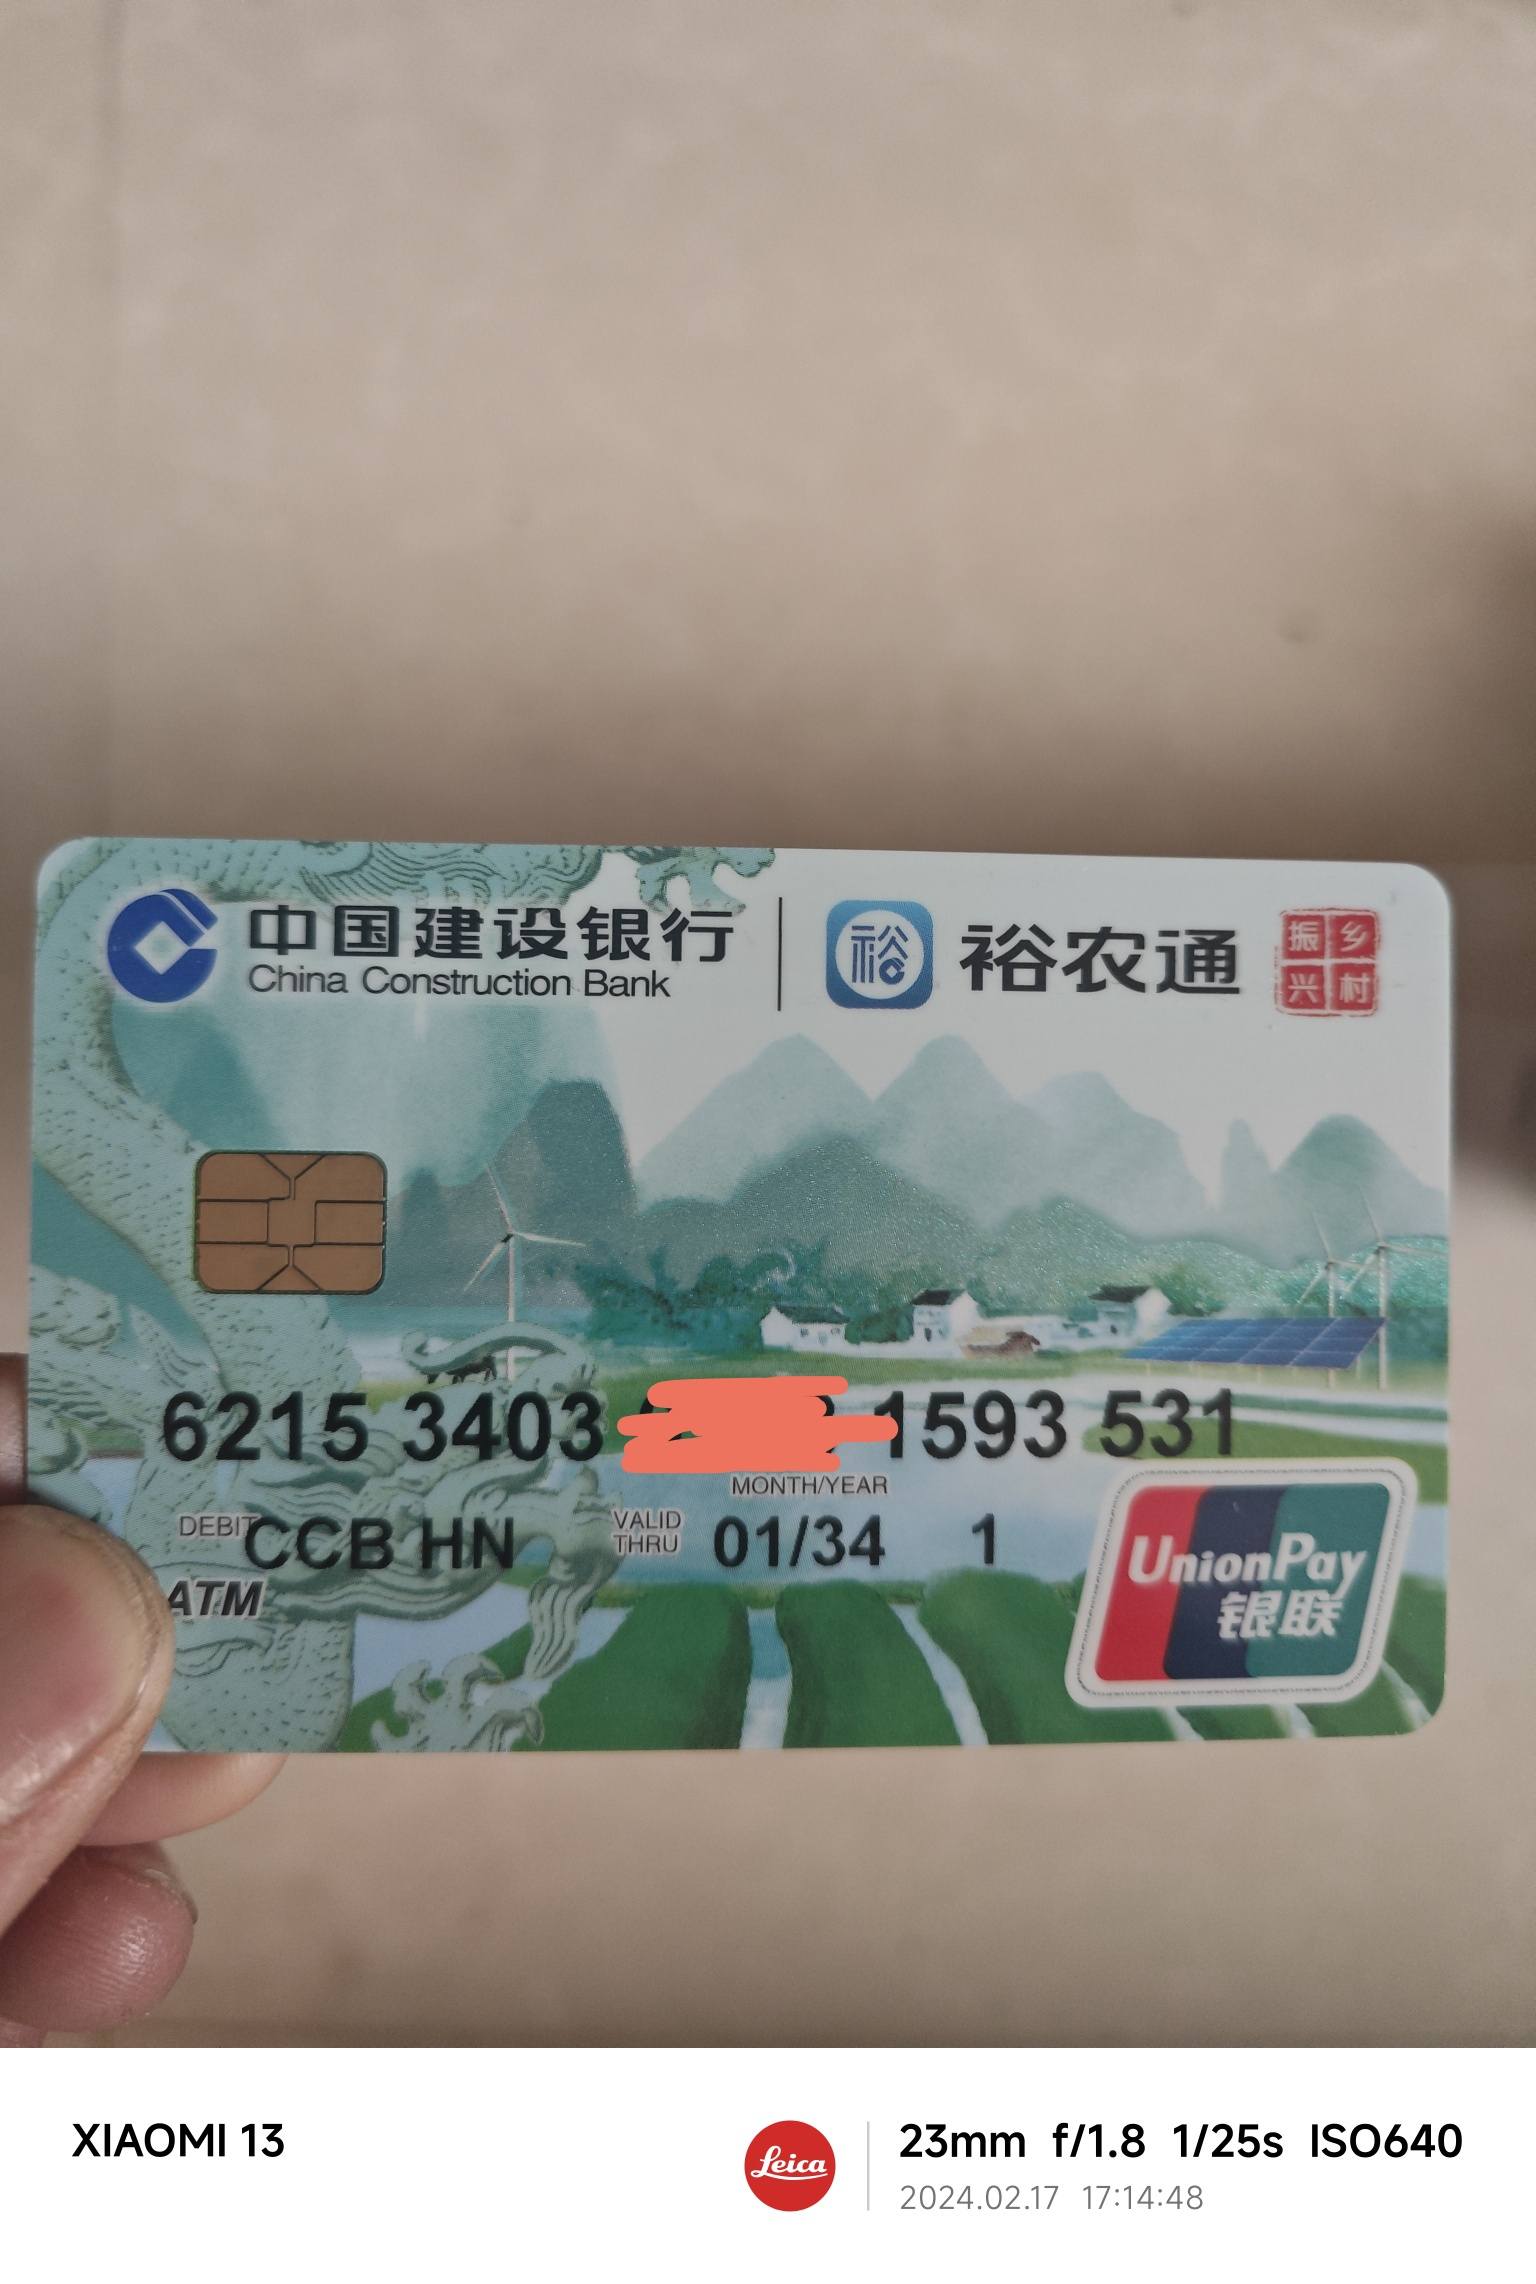 中国建设银行
China Construction Bank
裕
裕农通
振乡
兴村
6215 3403 1593 531
MONTH/YEAR
DEBIT
CCB HN
VALID
THRU
01/34 1
ATM
UnionPay
银联
XIAOMI 13
Leica
23mm f/1.8 1/25s ISO640
2024.02.17 17:14:48